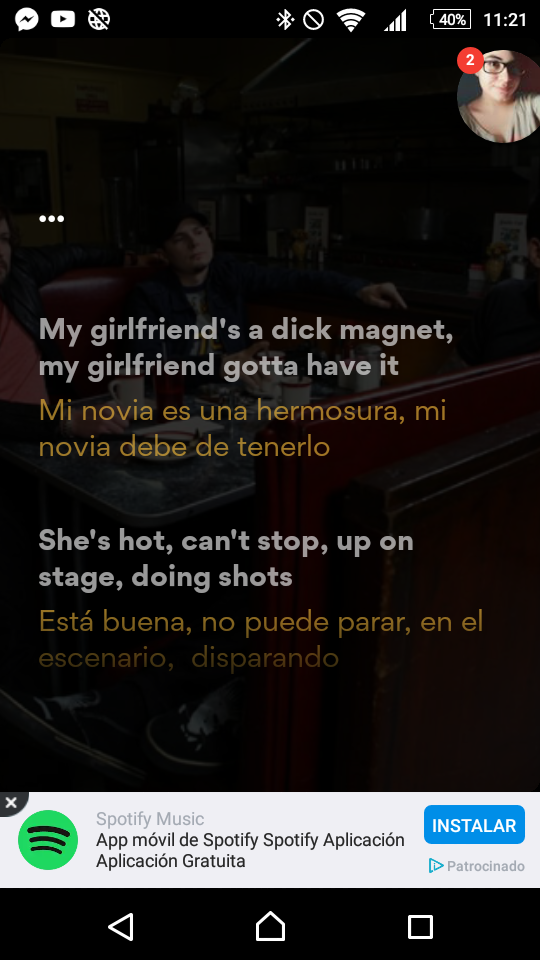 40% 11:21
2
...
My girlfriend's a dick magnet,
my girlfriend gotta have it
Mi novia es una hermosura, mi
novia debe de tenerlo
She's hot, can't stop, up on
stage, doing shots
Está buena, no puede parar, en el
escenario, disparando
Spotify Music
App móvil de Spotify Spotify Aplicación
Aplicación Gratuita
INSTALAR
Patrocinado